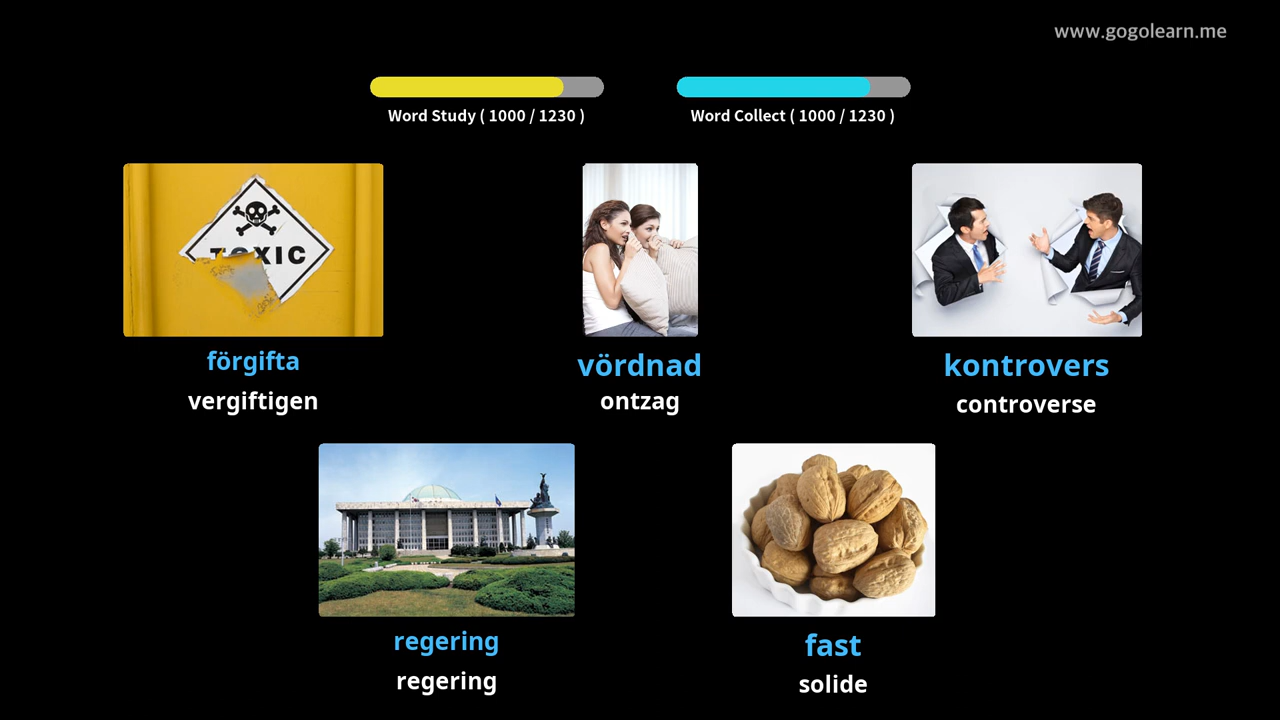 www.gogolearn.me
Word Study ( 1000 / 1230 )
Word Collect ( 1000 / 1230 )
TOXIC
förgifta
vergiftigen
vördnad
ontzag
kontrovers
controverse
regering
regering
fast
solide